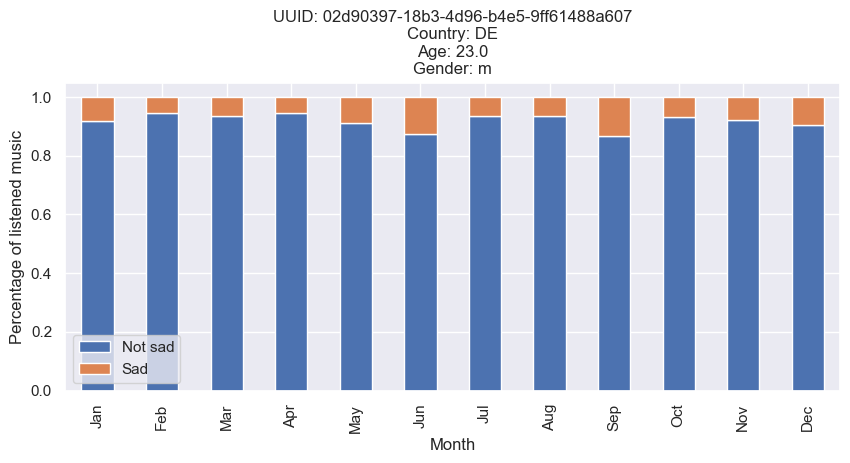 UUID: 02d90397-18b3-4d96-b4e5-9ff61488a607
Country: DE
Age: 23.0
Gender: m
Percentage of listened music
1.0
0.8
0.6
0.4
0.2
0.0
Not sad
Sad
Jan
Feb
Mar
Apr
May
Jun
Jul
Aug
Sep
Oct
Nov
Dec
Month